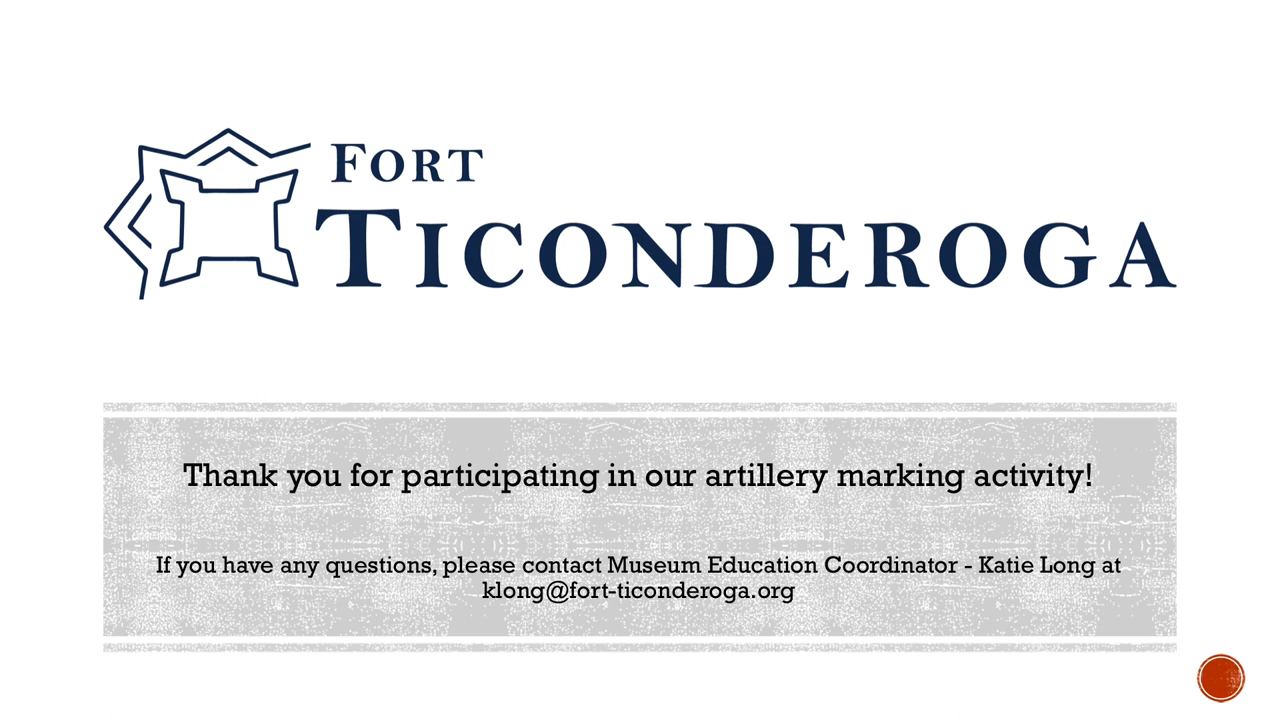 FORT
TICONDEROGA
Thank you for participating in our artillery marking activity!
If you have any questions, please contact Museum Education Coordinator - Katie Long at
klong@fort-ticonderoga.org